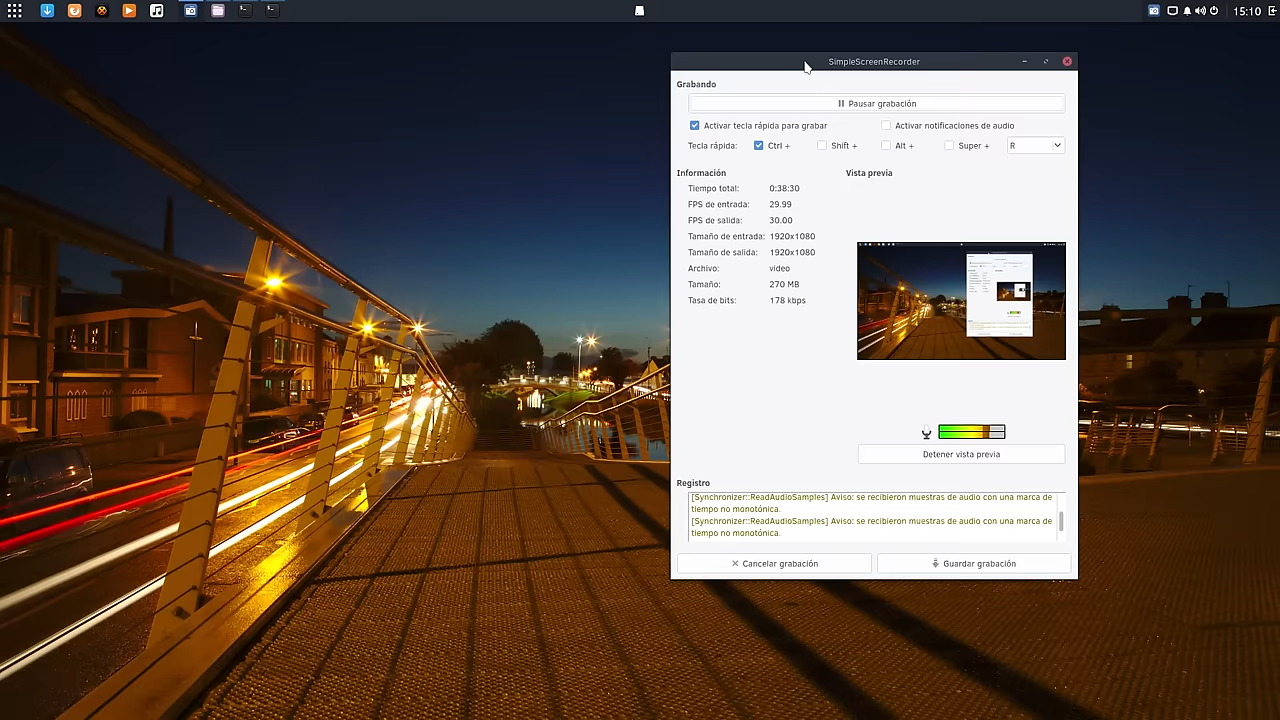 15:10
SimpleScreenRecorder
Grabando
Pausar grabación
Activar tecla rápida para grabar
Activar notificaciones de audio
Tecla rápida: Ctrl + Shift + Alt + Super + R
Información
Vista previa
Tiempo total: 0:38:30
FPS de entrada: 29.99
FPS de salida: 30.00
Tamaño de entrada: 1920x1080
Tamaño de salida: 1920x1080
Archivo: video
Tamaño: 270 MB
Tasa de bits: 178 kbps
Detener vista previa
Registro
[Synchronizer::ReadAudioSamples] Aviso: se recibieron muestras de audio con una marca de
tiempo no monotónica.
[Synchronizer::ReadAudioSamples] Aviso: se recibieron muestras de audio con una marca de
tiempo no monotónica.
Cancelar grabación
Guardar grabación